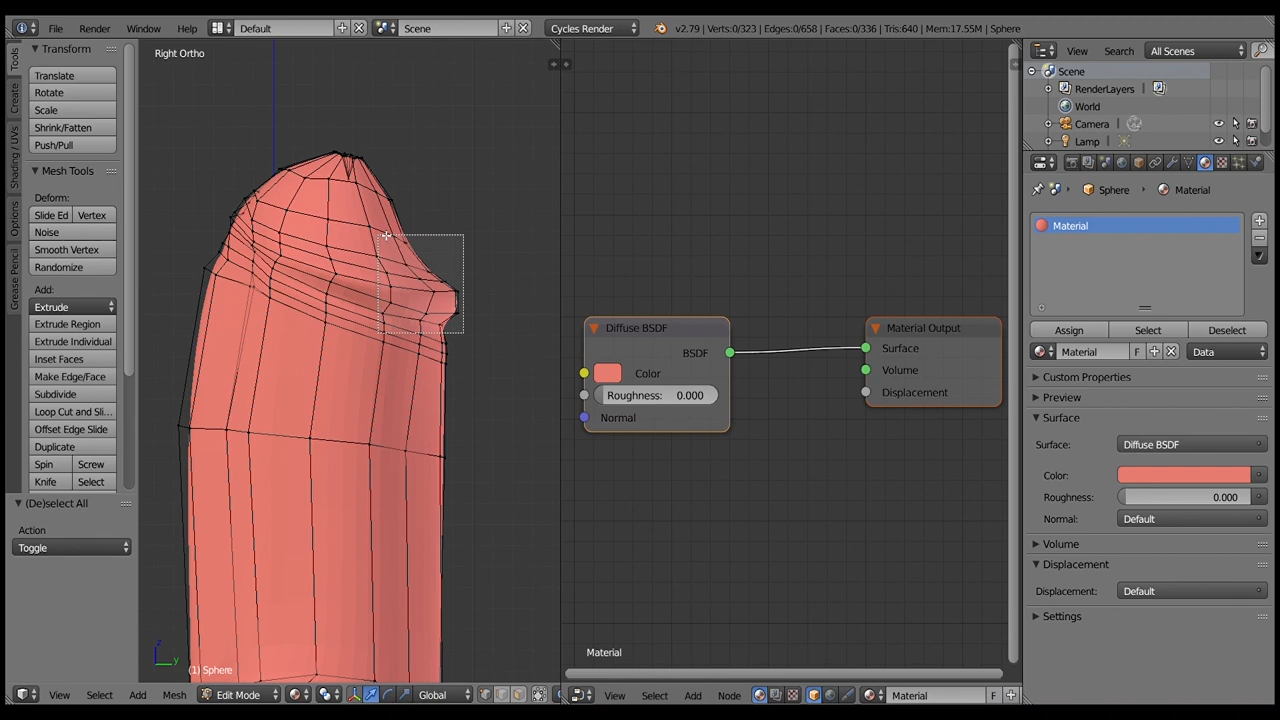 File Render Window Help Default Scene Cycles Render v2.79 | Verts:0/323 | Edges:0/658 | Faces:0/336 | Tris:640 | Mem:17.55M | Sphere
Tools
Create
Shading / UVs
Options
Grease Pencil
Transform
Translate
Rotate
Scale
Shrink/Fatten
Push/Pull
Mesh Tools
Deform:
Slide Ed Vertex
Noise
Smooth Vertex
Randomize
Add:
Extrude
Extrude Region
Extrude Individual
Inset Faces
Make Edge/Face
Subdivide
Loop Cut and Sli...
Offset Edge Slide
Duplicate
Spin Screw
Knife Select
(De)select All
Action
Toggle
Right Ortho
z
y
(1) Sphere
View Select Add Mesh Edit Mode Global
Diffuse BSDF
BSDF
Color
Roughness: 0.000
Normal
Material Output
Surface
Volume
Displacement
Material
View Select Add Node Material F
View Search All Scenes
Scene
RenderLayers
World
Camera
Lamp
Sphere Material
Material
Assign Select Deselect
Material F Data
Custom Properties
Preview
Surface
Surface: Diffuse BSDF
Color:
Roughness: 0.000
Normal: Default
Volume
Displacement
Displacement: Default
Settings